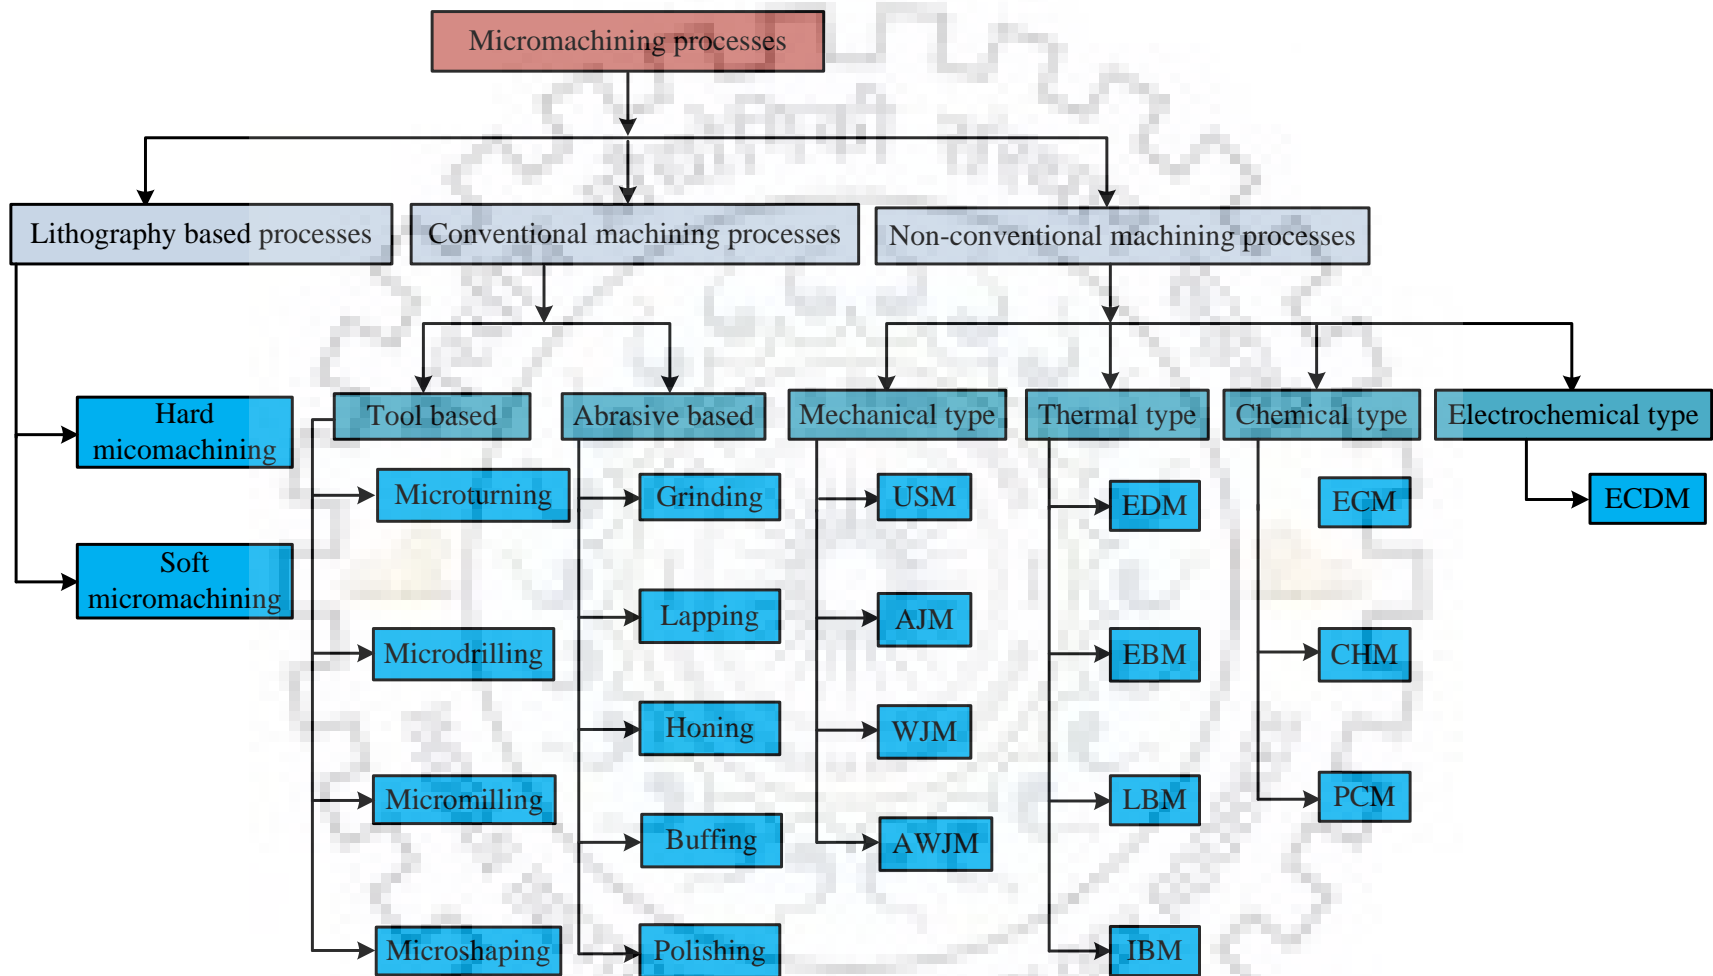 Micromachining processes
Lithography based processes
Conventional machining processes
Non-conventional machining processes
Hard
micomachining
Soft
micromachining
Tool based
Microturning
Microdrilling
Micromilling
Microshaping
Abrasive based
Grinding
Lapping
Honing
Buffing
Polishing
Mechanical type
USM
AJM
WJM
AWJM
Thermal type
EDM
EBM
LBM
IBM
Chemical type
ECM
CHM
PCM
Electrochemical type
ECDM